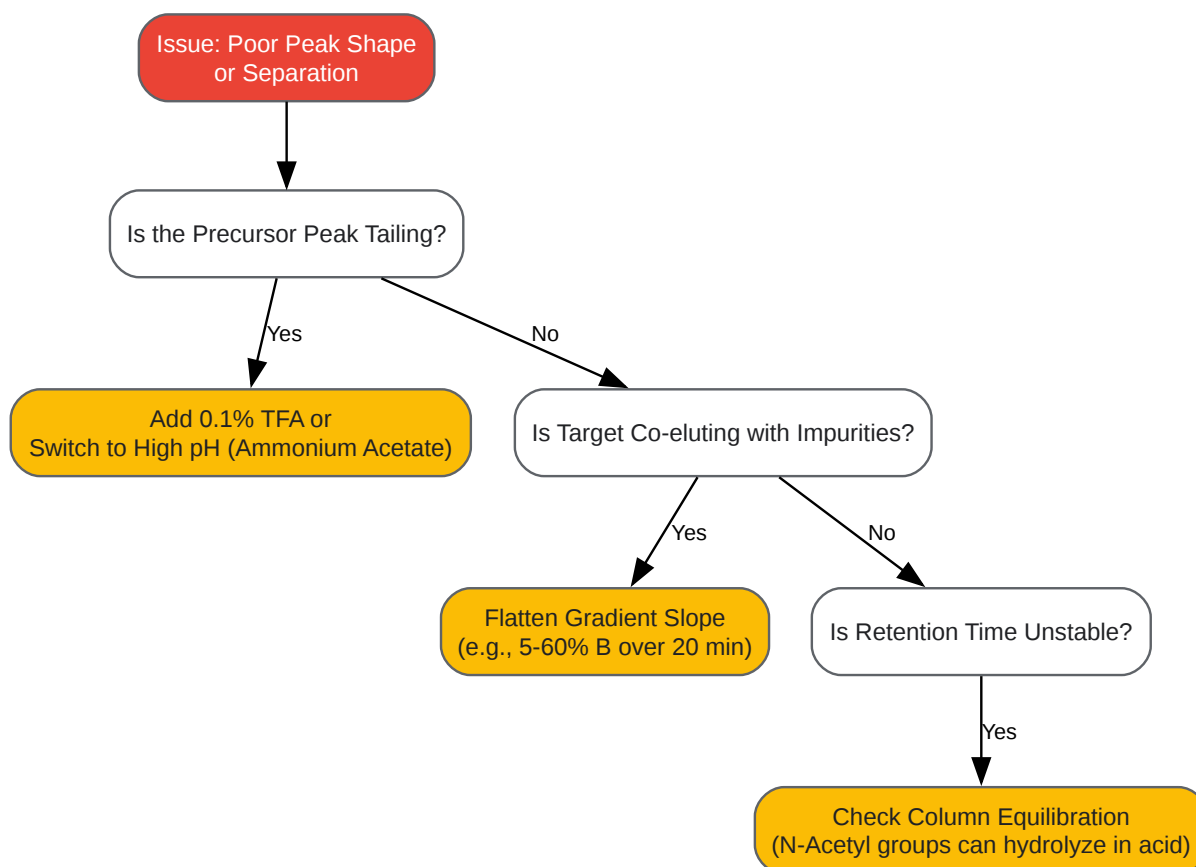 Issue: Poor Peak Shape
or Separation
Is the Precursor Peak Tailing?
Yes
No
Add 0.1% TFA or
Switch to High pH (Ammonium Acetate)
Is Target Co-eluting with Impurities?
Yes
No
Flatten Gradient Slope
(e.g., 5-60% B over 20 min)
Is Retention Time Unstable?
Yes
Check Column Equilibration
(N-Acetyl groups can hydrolyze in acid)